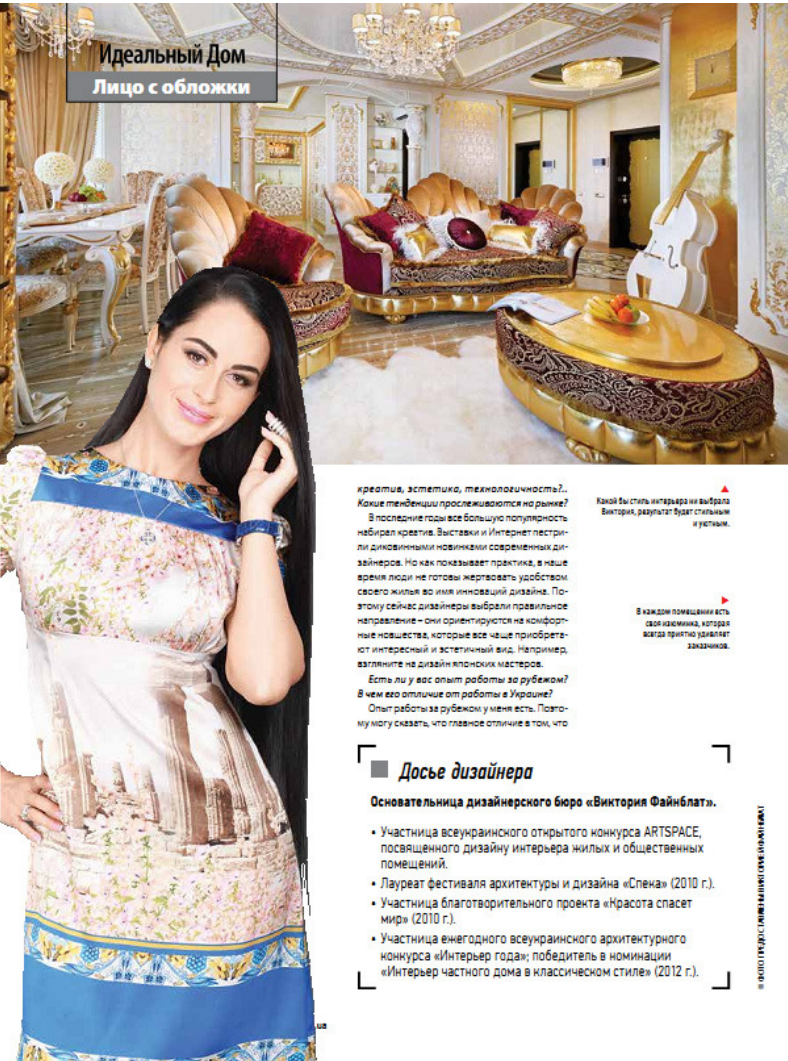 Идеальный Дом
Лицо с обложки
креатив, эстетика, технологичность?..
Какие тенденции прослеживаются на рынке?
В последние годы все большую популярность
набирал креатив. Выставки и Интернет пестри-
ли диковинными новинками современных ди-
зайнеров. Но как показывает практика, в наше
время люди не готовы жертвовать удобством
своего жилья во имя инноваций дизайна. По-
этому сейчас дизайнеры выбрали правильное
направление – они ориентируются на комфорт-
ные новшества, которые все чаще приобрета-
ют интересный и эстетичный вид. Например,
взгляните на дизайн японских мастеров.
Есть ли у вас опыт работы за рубежом?
В чем его отличие от работы в Украине?
Опыт работы за рубежом у меня есть. Поэто-
му могу сказать, что главное отличие в том, что
Какой бы стиль интерьера ни выбрала
Виктория, результат будет стильным
и уютным.
В каждом помещении есть
своя изюминка, которая
всегда приятно удивляет
заказчиков.
Досье дизайнера
Основательница дизайнерского бюро «Виктория Файнблат».
• Участница всеукраинского открытого конкурса ARTSPACE,
посвященного дизайну интерьера жилых и общественных
помещений.
• Лауреат фестиваля архитектуры и дизайна «Спека» (2010 г.).
• Участница благотворительного проекта «Красота спасет
мир» (2010 г.).
• Участница ежегодного всеукраинского архитектурного
конкурса «Интерьер года»; победитель в номинации
«Интерьер частного дома в классическом стиле» (2012 г.).
ФОТО ПРЕДОСТАВЛЕНЫ ВИКТОРИЕЙ ФАЙНБЛАТ
.ua